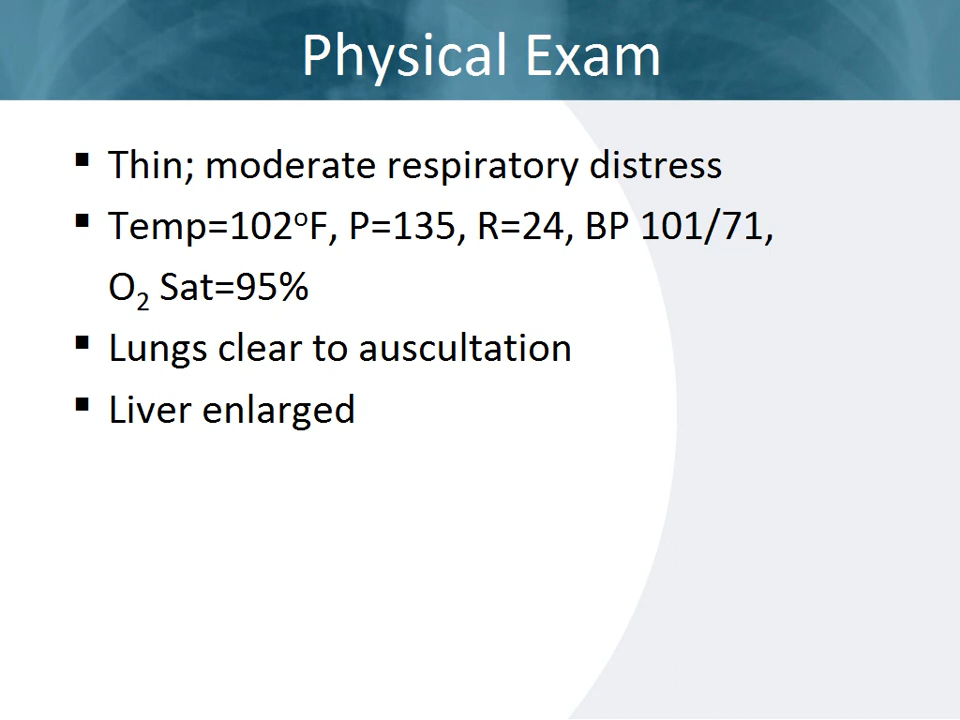 Physical Exam
▪ Thin; moderate respiratory distress
▪ Temp=102ᵒF, P=135, R=24, BP 101/71,
O₂ Sat=95%
▪ Lungs clear to auscultation
▪ Liver enlarged